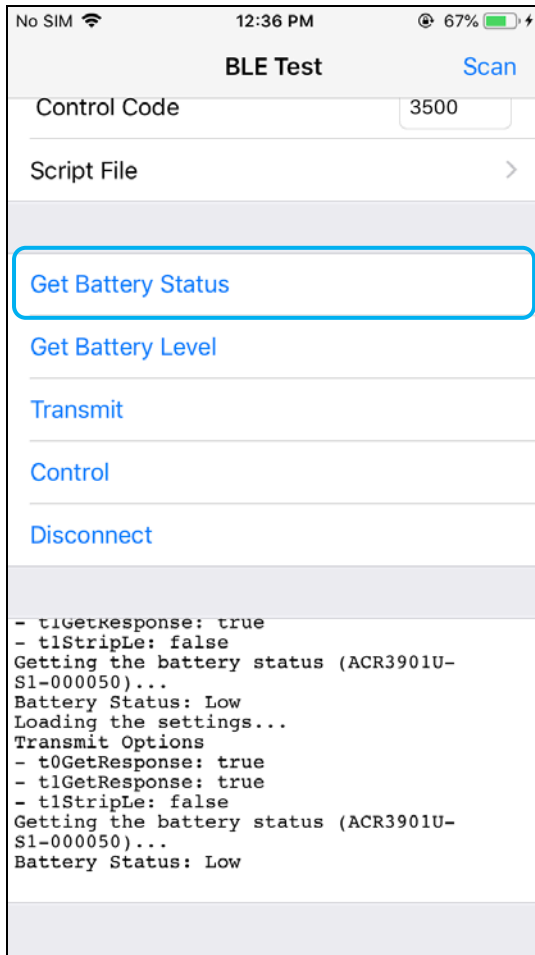 No SIM 12:36 PM 67%
BLE Test Scan
Control Code 3500
Script File
Get Battery Status
Get Battery Level
Transmit
Control
Disconnect
- t1GetResponse: true
- t1StripLe: false
Getting the battery status (ACR3901U-
S1-000050)...
Battery Status: Low
Loading the settings...
Transmit Options
- t0GetResponse: true
- t1GetResponse: true
- t1StripLe: false
Getting the battery status (ACR3901U-
S1-000050)...
Battery Status: Low